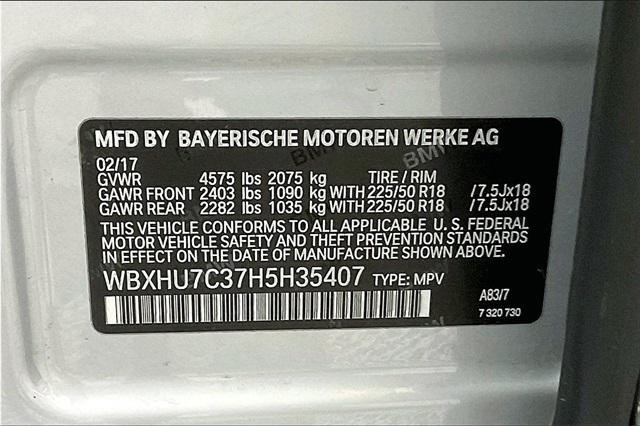 MFD BY BAYERISCHE MOTOREN WERKE AG
02/17
GVWR 4575 lbs 2075 kg TIRE / RIM
GAWR FRONT 2403 lbs 1090 kg WITH 225/50 R18 /7.5Jx18
GAWR REAR 2282 lbs 1035 kg WITH 225/50 R18 /7.5Jx18
THIS VEHICLE CONFORMS TO ALL APPLICABLE U. S. FEDERAL
MOTOR VEHICLE SAFETY AND THEFT PREVENTION STANDARDS
IN EFFECT ON THE DATE OF MANUFACTURE SHOWN ABOVE.
WBXHU7C37H5H35407 TYPE: MPV
A83/7
7 320 730